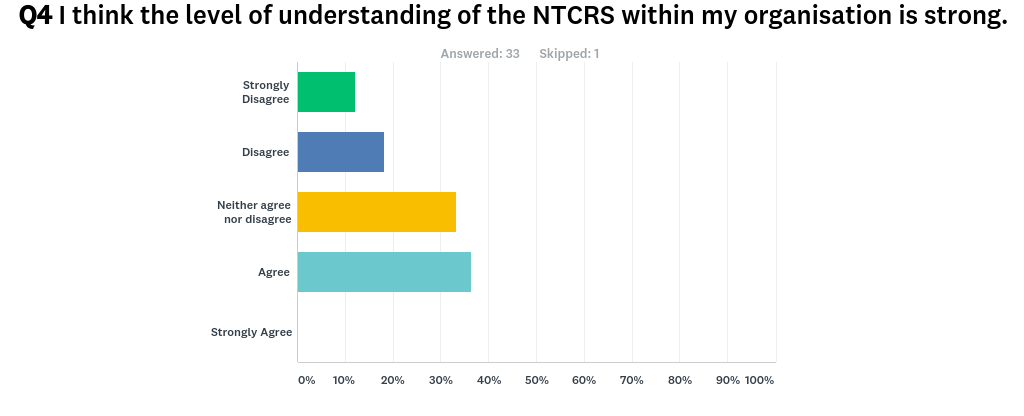 Q4 I think the level of understanding of the NTCRS within my organisation is strong.
Answered: 33 Skipped: 1
Strongly
Disagree
Disagree
Neither agree
nor disagree
Agree
Strongly Agree
0% 10% 20% 30% 40% 50% 60% 70% 80% 90% 100%